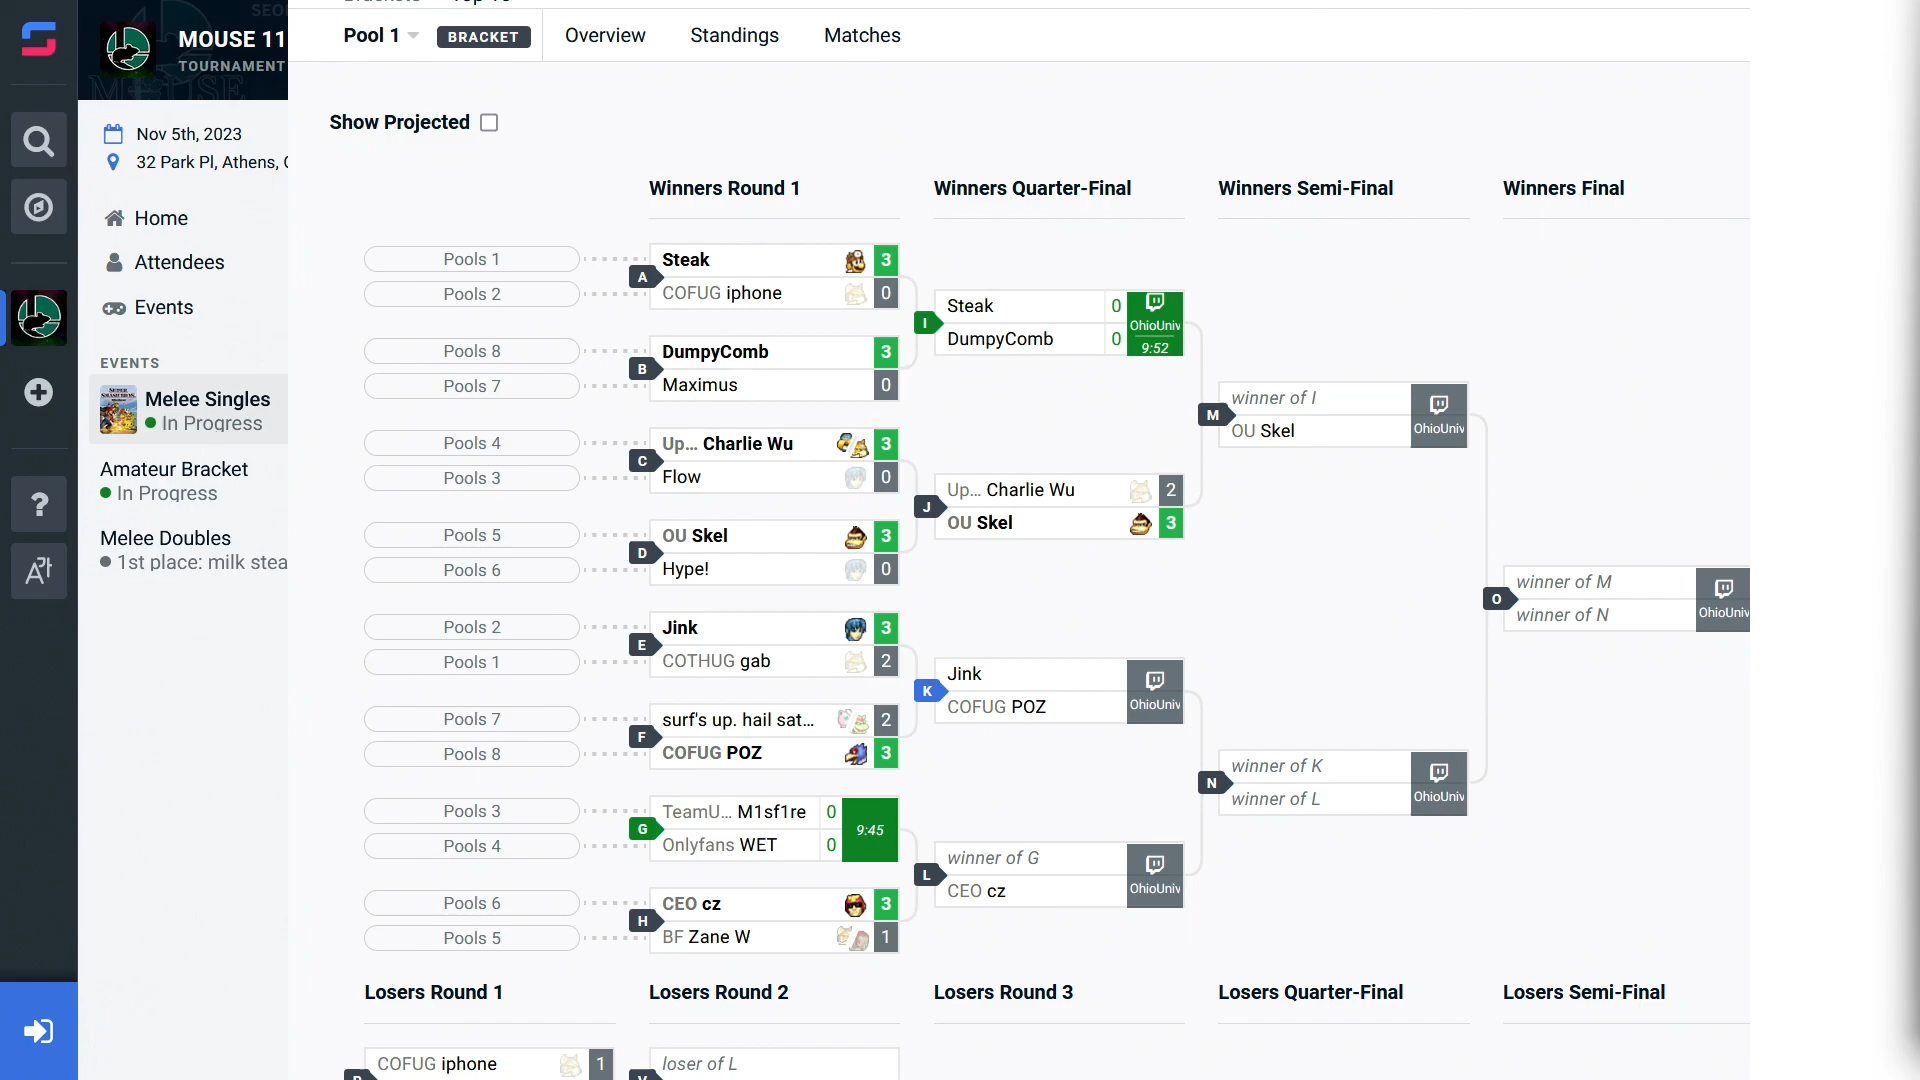 Pool 1
BRACKET
Overview
Standings
Matches
MOUSE 11
TOURNAMENT
Nov 5th, 2023
32 Park Pl, Athens,
Home
Attendees
Events
EVENTS
Melee Singles
In Progress
Amateur Bracket
In Progress
Melee Doubles
1st place: milk stea
Show Projected
Winners Round 1
Winners Quarter-Final
Winners Semi-Final
Winners Final
Pools 1
Pools 2
A
Steak 3
COFUG iphone 0
Pools 8
Pools 7
B
DumpyComb 3
Maximus 0
Pools 4
Pools 3
C
Up... Charlie Wu 3
Flow 0
Pools 5
Pools 6
D
OU Skel 3
Hype! 0
Pools 2
Pools 1
E
Jink 3
COTHUG gab 2
Pools 7
Pools 8
F
surf's up. hail sat... 2
COFUG POZ 3
Pools 3
Pools 4
G
TeamU... M1sf1re 0
Onlyfans WET 0
9:45
Pools 6
Pools 5
H
CEO cz 3
BF Zane W 1
I
Steak 0
DumpyComb 0
OhioUniv
9:52
J
Up... Charlie Wu 2
OU Skel 3
K
Jink
COFUG POZ
OhioUniv
L
winner of G
CEO cz
OhioUniv
M
winner of I
OU Skel
OhioUniv
N
winner of K
winner of L
OhioUniv
O
winner of M
winner of N
OhioUniv
Losers Round 1
Losers Round 2
Losers Round 3
Losers Quarter-Final
Losers Semi-Final
COFUG iphone 1
loser of L